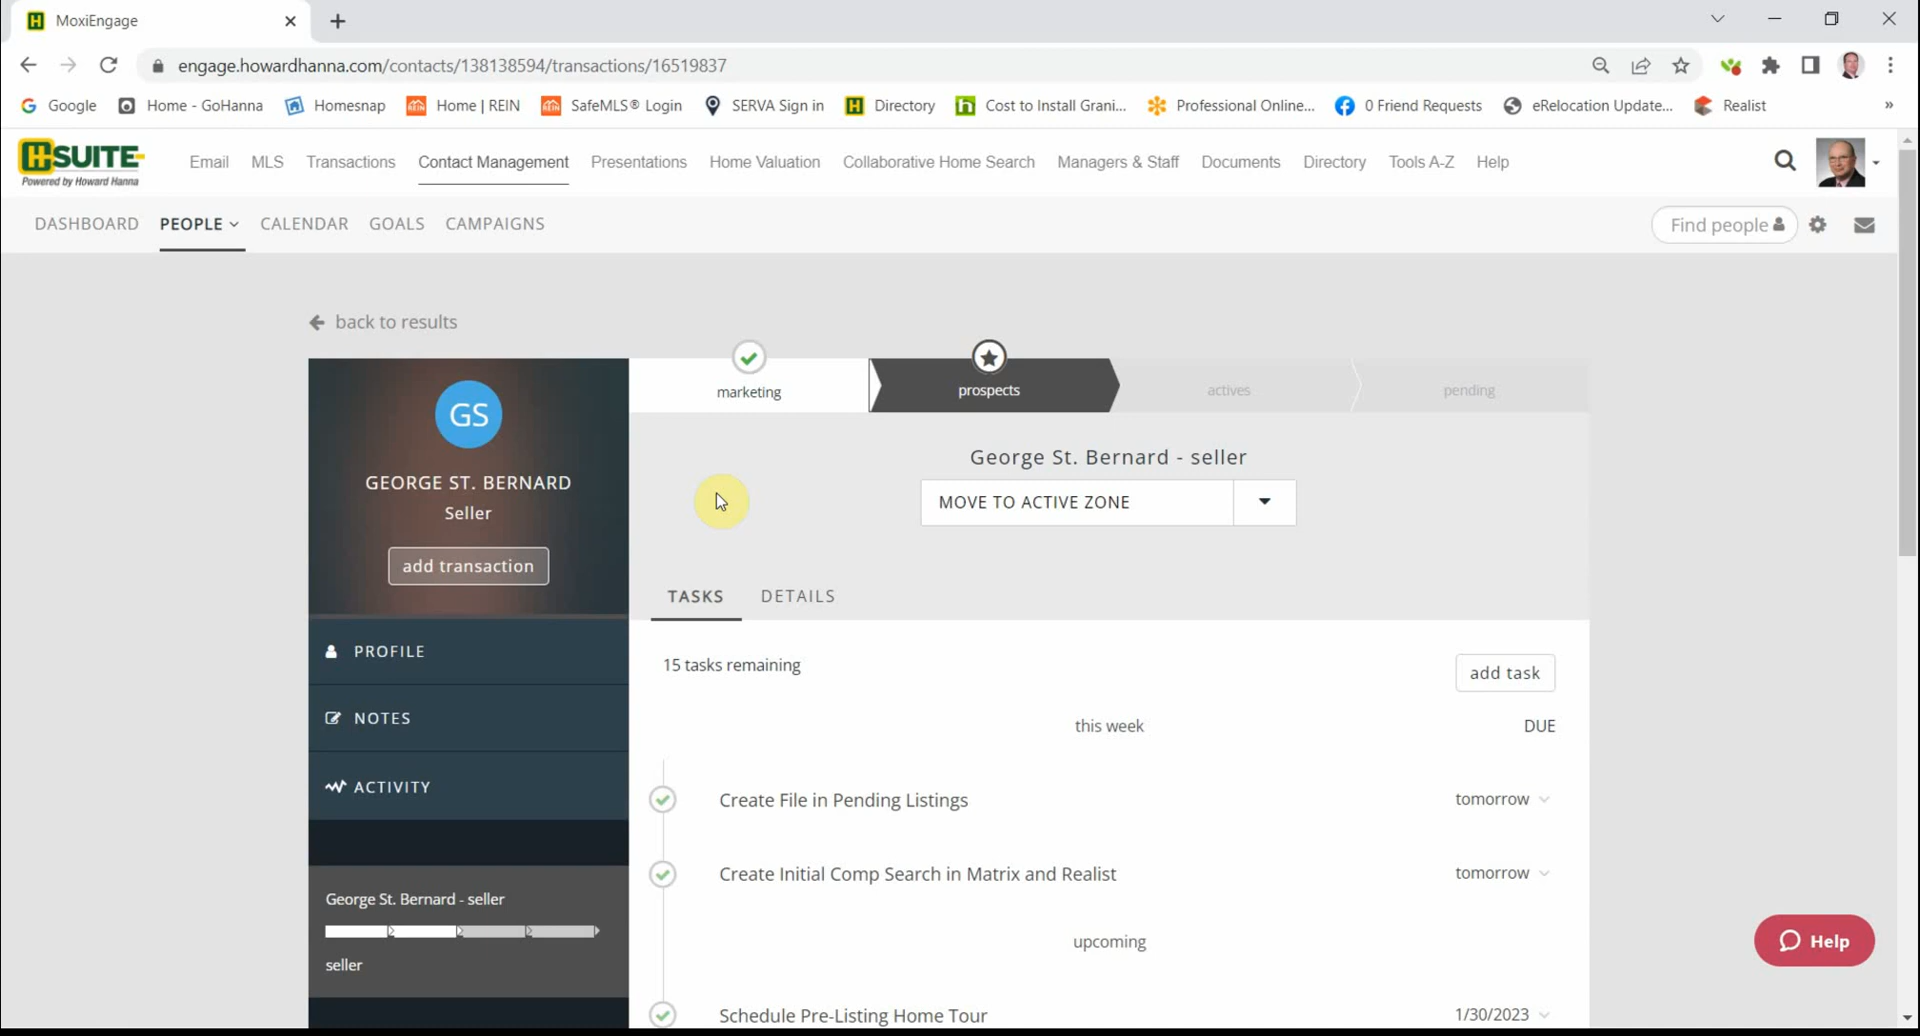 MoxiEngage
engage.howardhanna.com/contacts/138138594/transactions/16519837
Google Home - GoHanna Homesnap Home | REIN SafeMLS® Login SERVA Sign in Directory Cost to Install Grani... Professional Online... 0 Friend Requests eRelocation Update... Realist »
H-SUITE
Powered by Howard Hanna
Email MLS Transactions Contact Management Presentations Home Valuation Collaborative Home Search Managers & Staff Documents Directory Tools A-Z Help
DASHBOARD PEOPLE CALENDAR GOALS CAMPAIGNS Find people
back to results
marketing prospects actives pending
GS
GEORGE ST. BERNARD
Seller
add transaction
PROFILE
NOTES
ACTIVITY
George St. Bernard - seller
seller
George St. Bernard - seller
MOVE TO ACTIVE ZONE
TASKS DETAILS
15 tasks remaining add task
this week DUE
Create File in Pending Listings tomorrow
Create Initial Comp Search in Matrix and Realist tomorrow
upcoming
Schedule Pre-Listing Home Tour 1/30/2023
Help